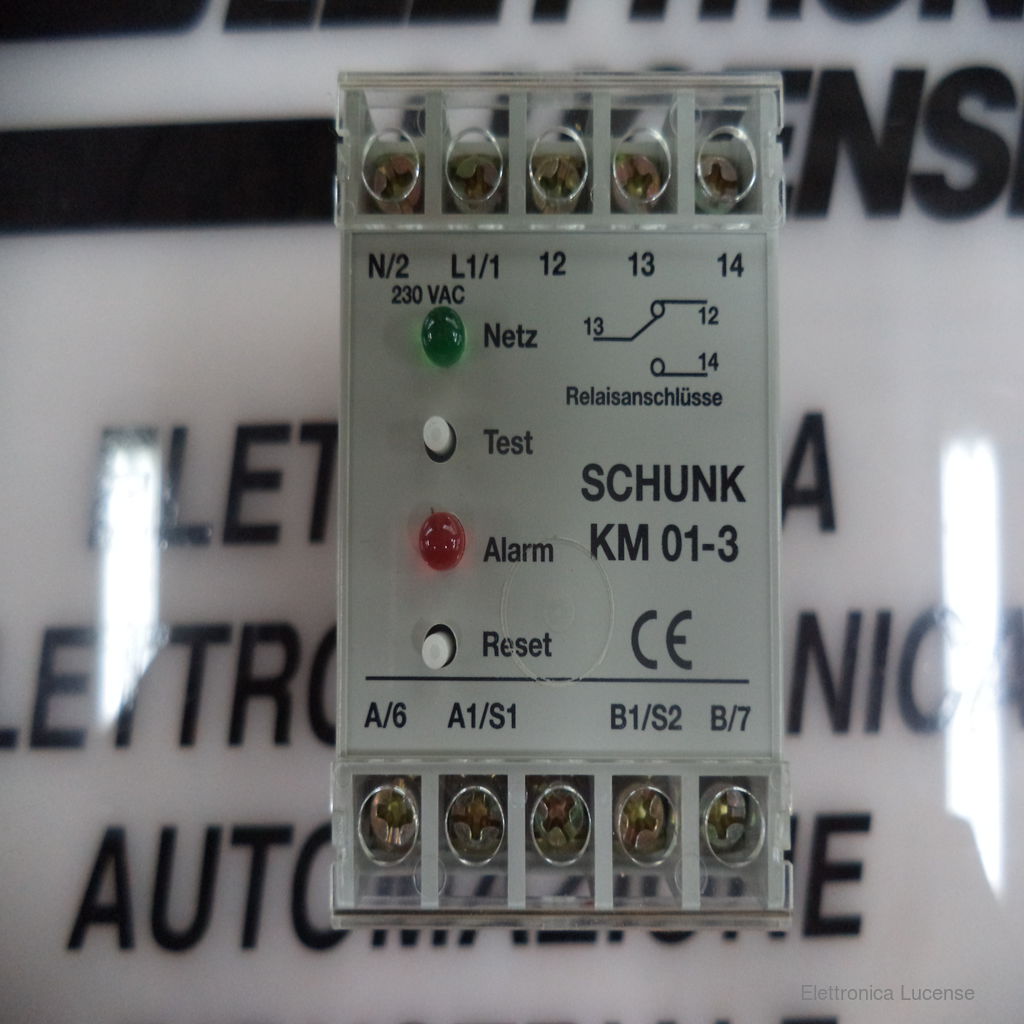 N/2 L1/1 12 13 14
230 VAC
Netz
13 12
14
Relaisanschlüsse
Test
SCHUNK
Alarm KM 01-3
Reset CE
A/6 A1/S1 B1/S2 B/7
Elettronica Lucense